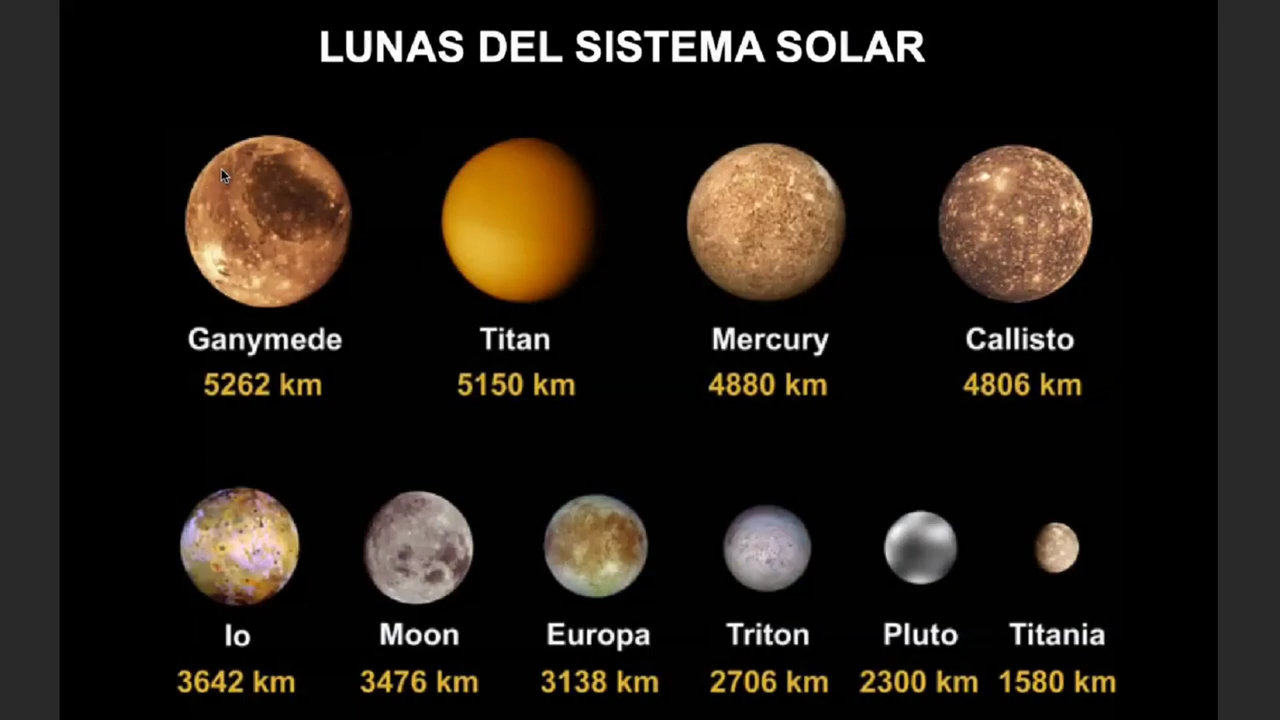 LUNAS DEL SISTEMA SOLAR
Ganymede Titan Mercury Callisto
5262 km 5150 km 4880 km 4806 km
Io Moon Europa Triton Pluto Titania
3642 km 3476 km 3138 km 2706 km 2300 km 1580 km